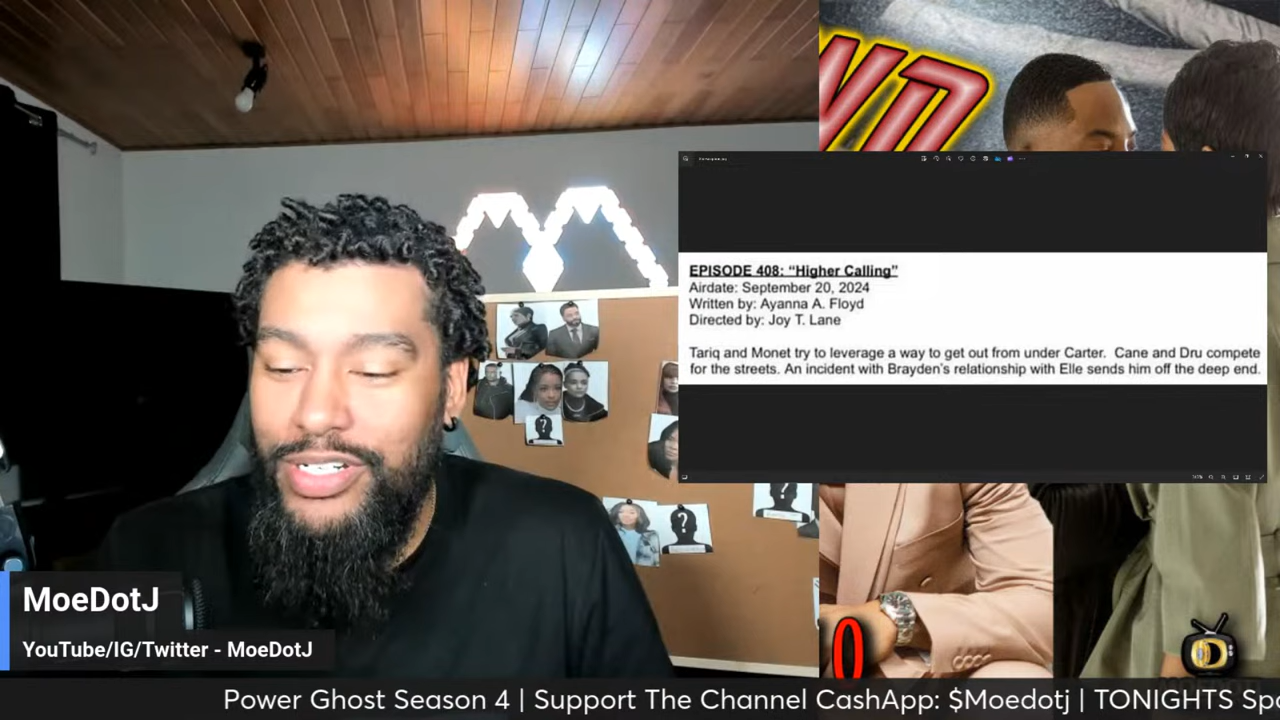 EPISODE 408: “Higher Calling”
Airdate: September 20, 2024
Written by: Ayanna A. Floyd
Directed by: Joy T. Lane
Tariq and Monet try to leverage a way to get out from under Carter. Cane and Dru compete
for the streets. An incident with Brayden's relationship with Elle sends him off the deep end.
?
?
?
MoeDotJ
YouTube/IG/Twitter - MoeDotJ
Power Ghost Season 4 | Support The Channel CashApp: $Moedotj | TONIGHTS